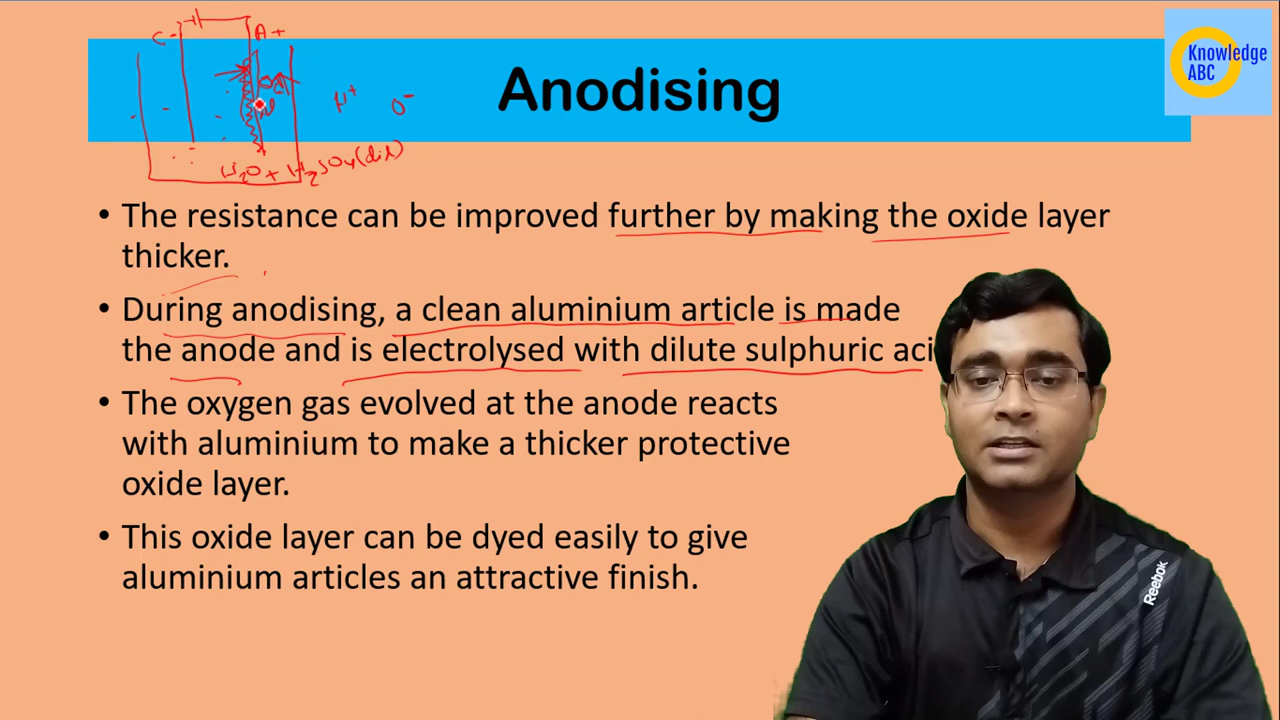 C- A+
Knowledge
ABC
Anodising
H+ O-
H2O + H2SO4(dil)
• The resistance can be improved further by making the oxide layer
thicker.
• During anodising, a clean aluminium article is made
the anode and is electrolysed with dilute sulphuric aci
• The oxygen gas evolved at the anode reacts
with aluminium to make a thicker protective
oxide layer.
• This oxide layer can be dyed easily to give
aluminium articles an attractive finish.
Reebok